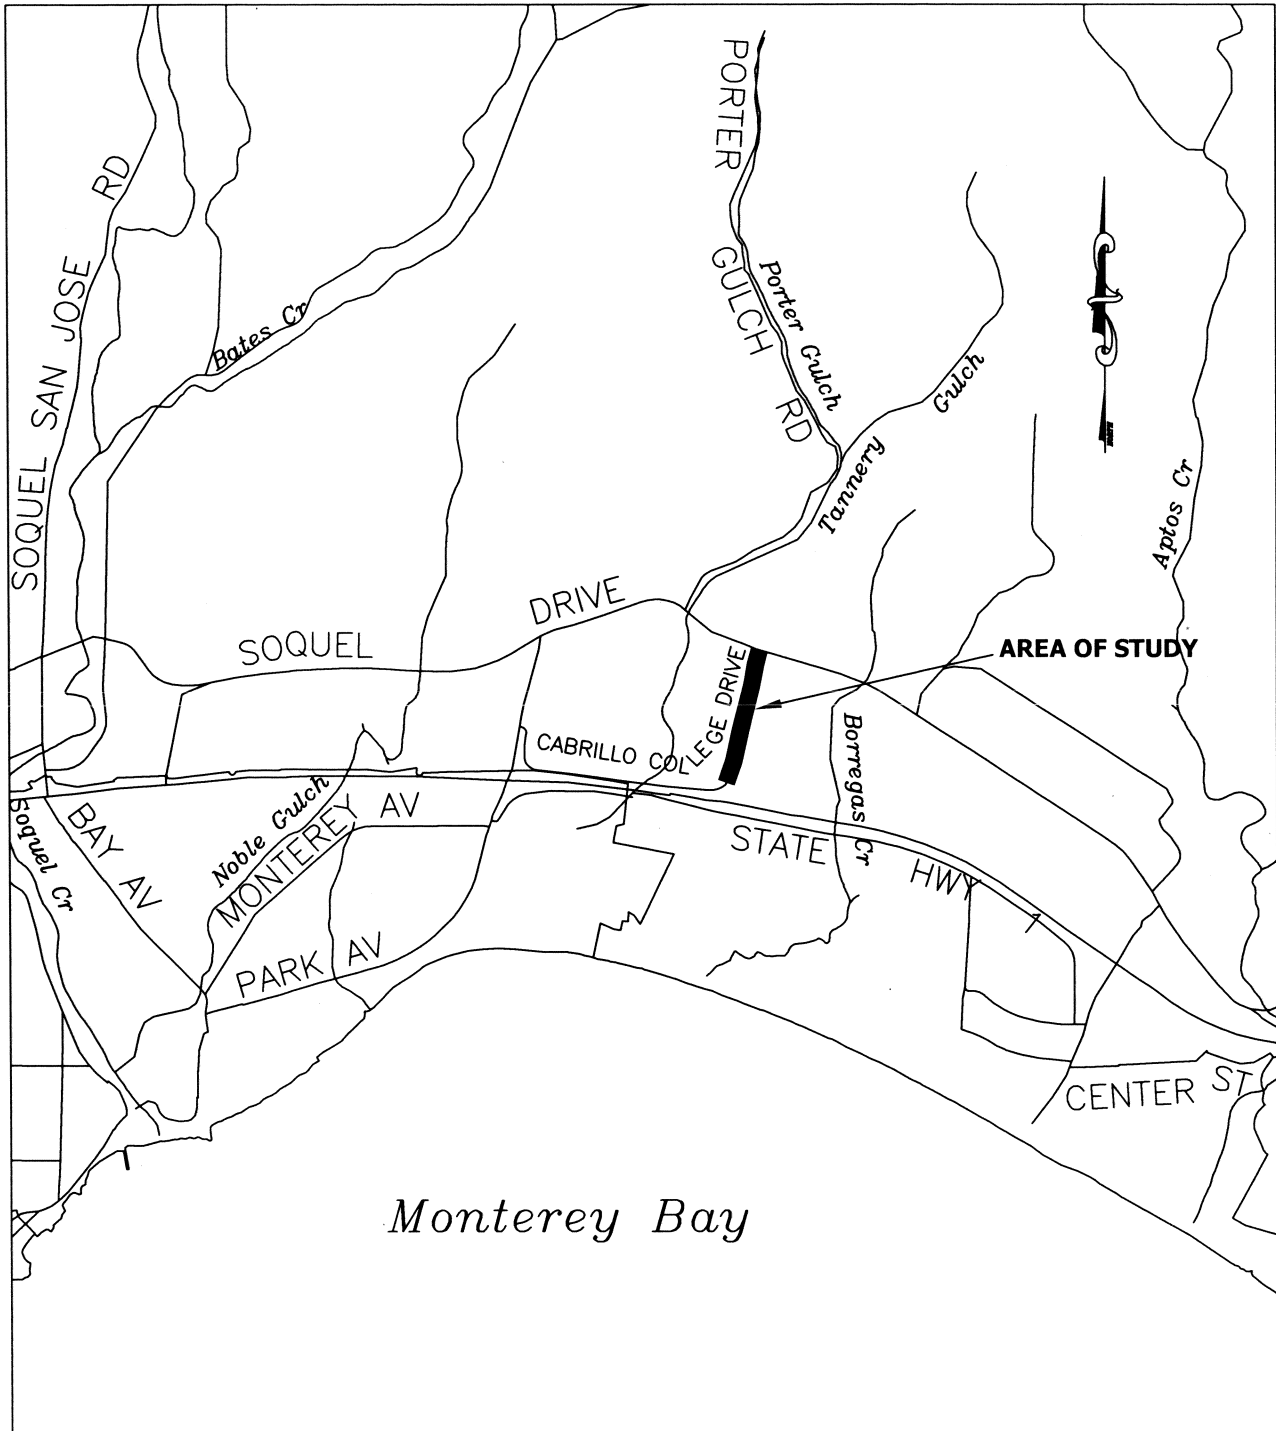 PORTER
GULCH
RD
Porter Gulch
SOQUEL SAN JOSE
RD
Bates Cr
Gulch
Tannery
Aptos Cr
SOQUEL
DRIVE
AREA OF STUDY
CABRILLO COLLEGE DRIVE
Borregas Cr
Noble Gulch
MONTEREY AV
BAY AV
Soquel Cr
STATE HWY 1
PARK AV
CENTER ST
Monterey Bay